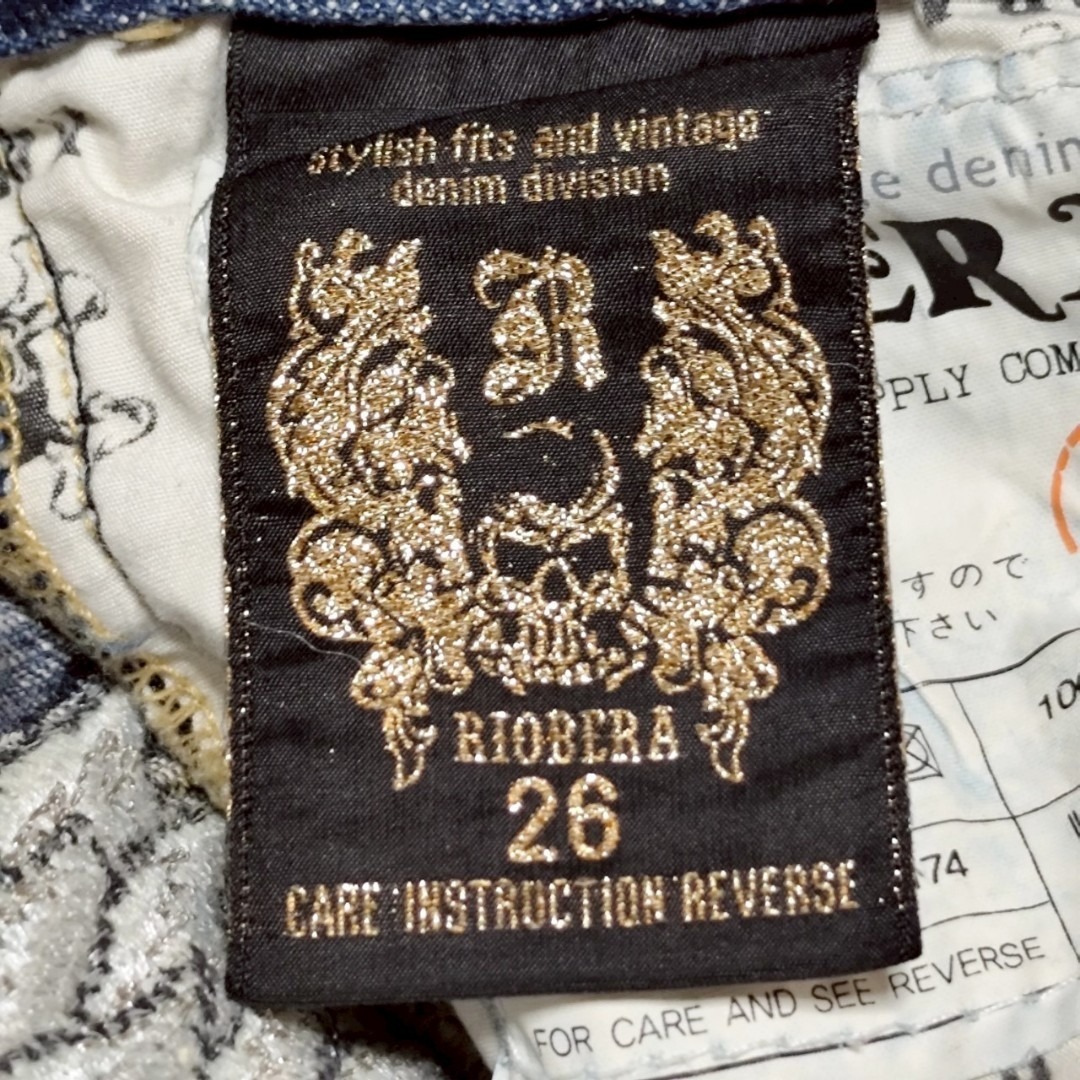 stylish fits and vintage
denim division
R
RIOBERA
26
CARE INSTRUCTION REVERSE
denim
ER
PPLY COM
すので
下さい
74
FOR CARE AND SEE REVERSE